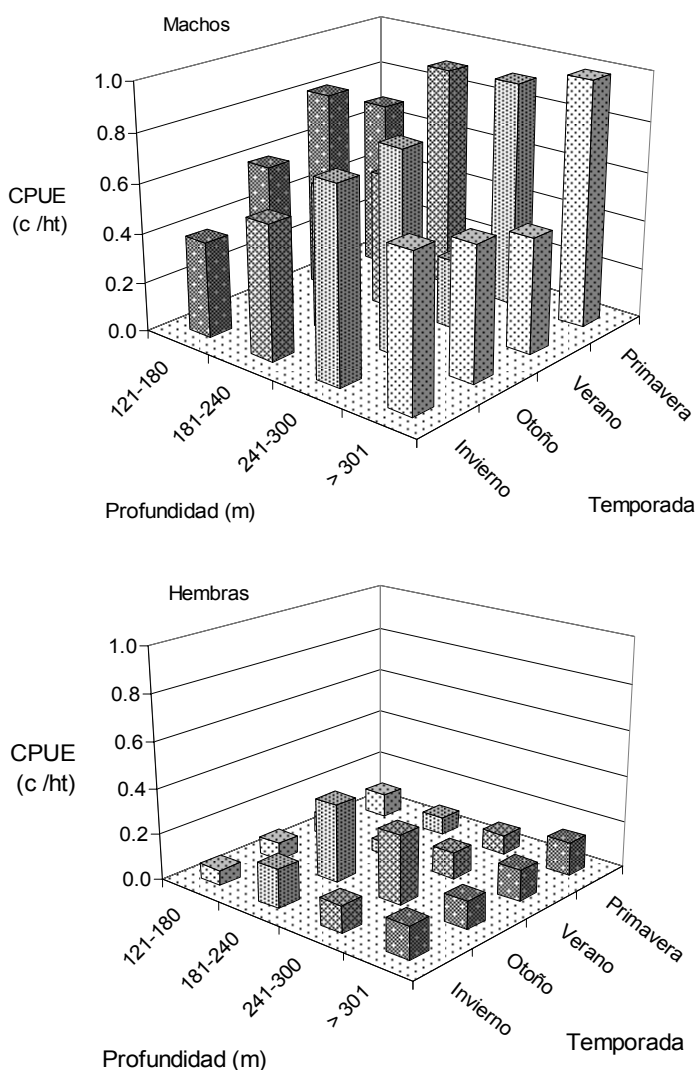 Machos
1.0
0.8
CPUE
0.6
(c /ht)
0.4
0.2
0.0
121-180
181-240
241-300
> 301
Invierno
Otoño
Verano
Primavera
Profundidad (m)
Temporada
Hembras
1.0
0.8
CPUE
0.6
(c /ht)
0.4
0.2
0.0
121-180
181-240
241-300
> 301
Invierno
Otoño
Verano
Primavera
Profundidad (m)
Temporada